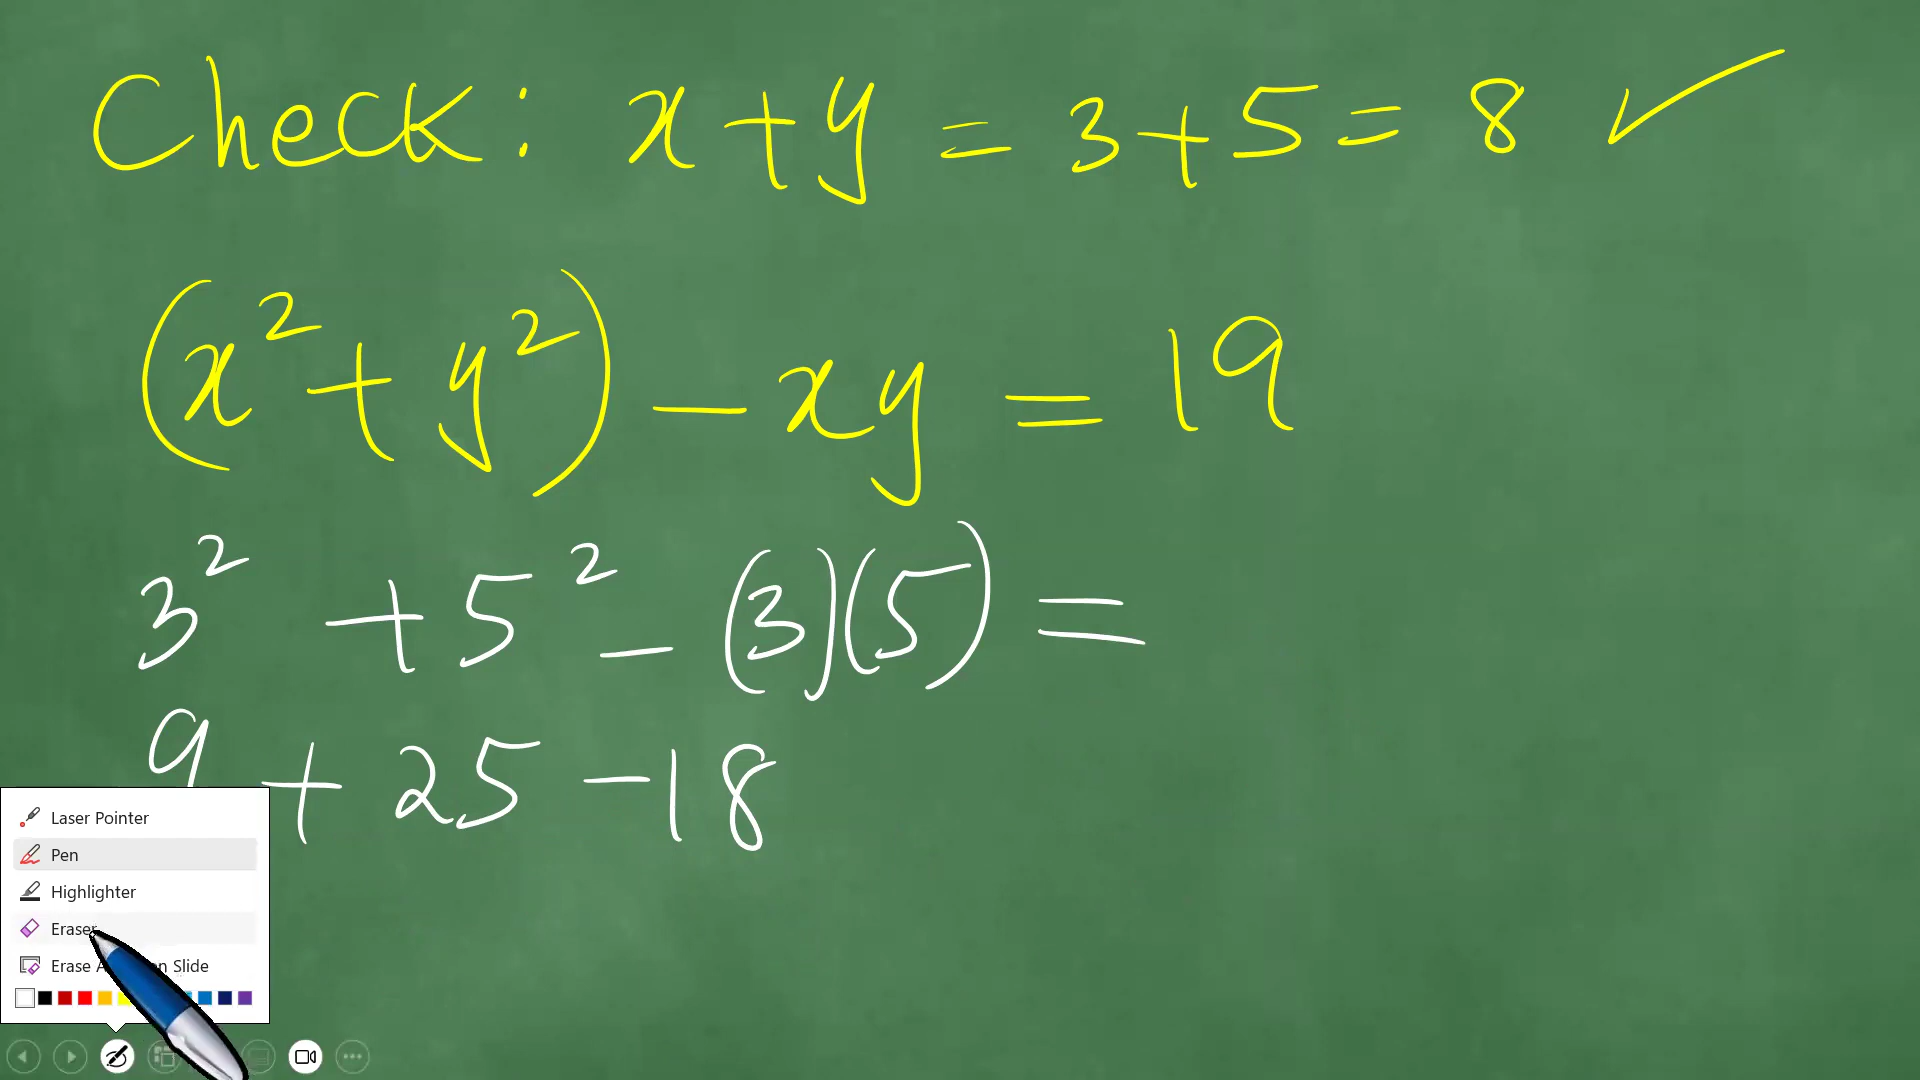 Check: x + y = 3 + 5 = 8 ✓
(x² + y²) - xy = 19
3² + 5² - (3)(5) =
9 + 25 - 18
Laser Pointer
Pen
Highlighter
Eraser
Erase Slide